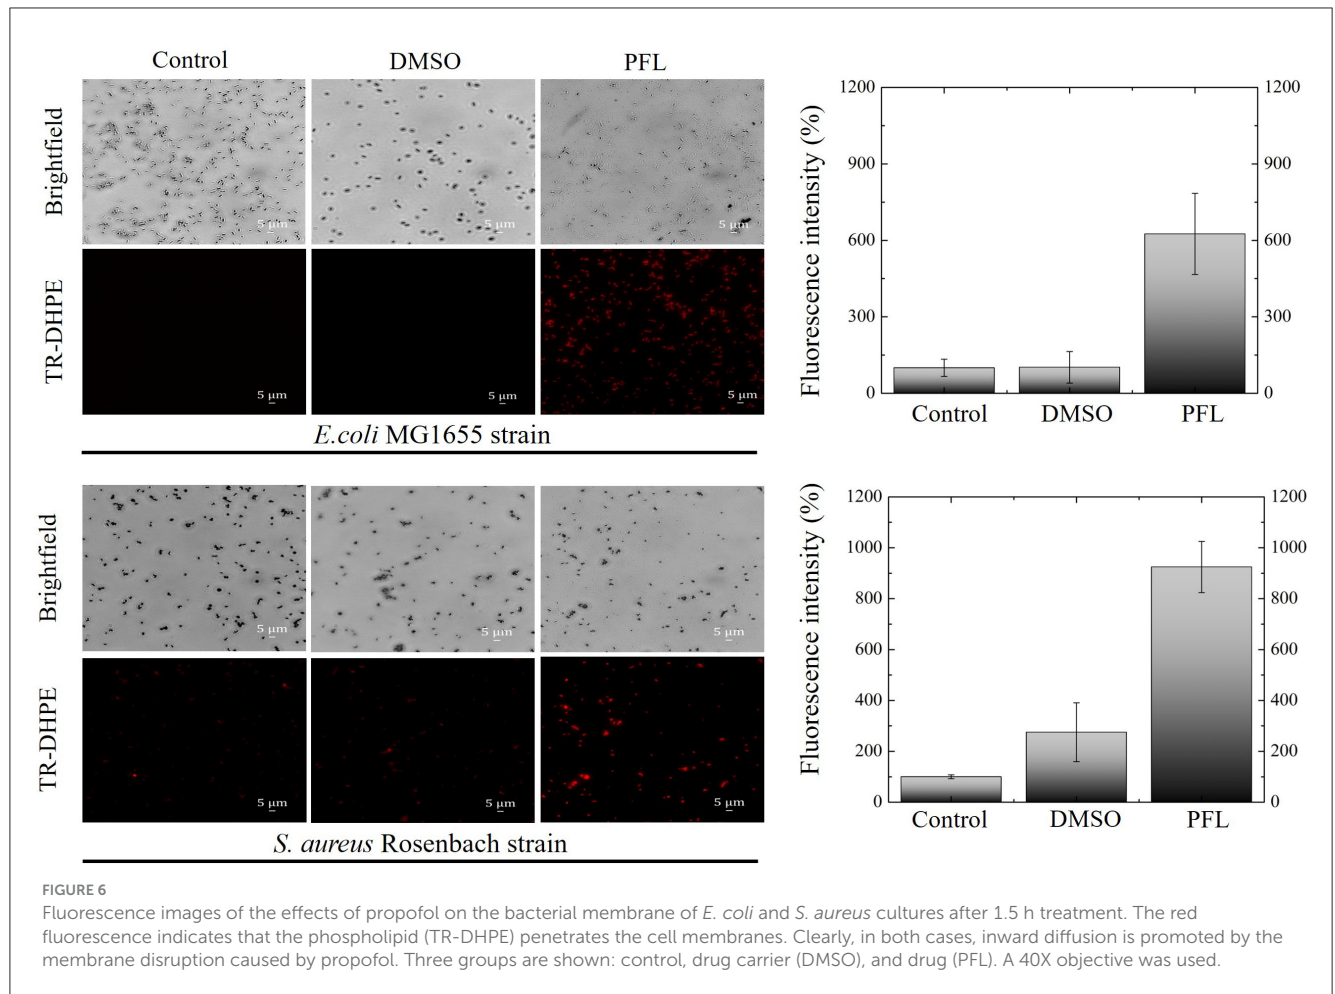 Control DMSO PFL
Brightfield
5 μm 5 μm 5 μm
TR-DHPE
5 μm 5 μm 5 μm
E.coli MG1655 strain
Fluorescence intensity (%)
1200 1200
900 900
600 600
300 300
0 0
Control DMSO PFL
Brightfield
5 μm 5 μm 5 μm
TR-DHPE
5 μm 5 μm 5 μm
S. aureus Rosenbach strain
Fluorescence intensity (%)
1200 1200
1000 1000
800 800
600 600
400 400
200 200
0 0
Control DMSO PFL
FIGURE 6
Fluorescence images of the effects of propofol on the bacterial membrane of E. coli and S. aureus cultures after 1.5 h treatment. The red
fluorescence indicates that the phospholipid (TR-DHPE) penetrates the cell membranes. Clearly, in both cases, inward diffusion is promoted by the
membrane disruption caused by propofol. Three groups are shown: control, drug carrier (DMSO), and drug (PFL). A 40X objective was used.